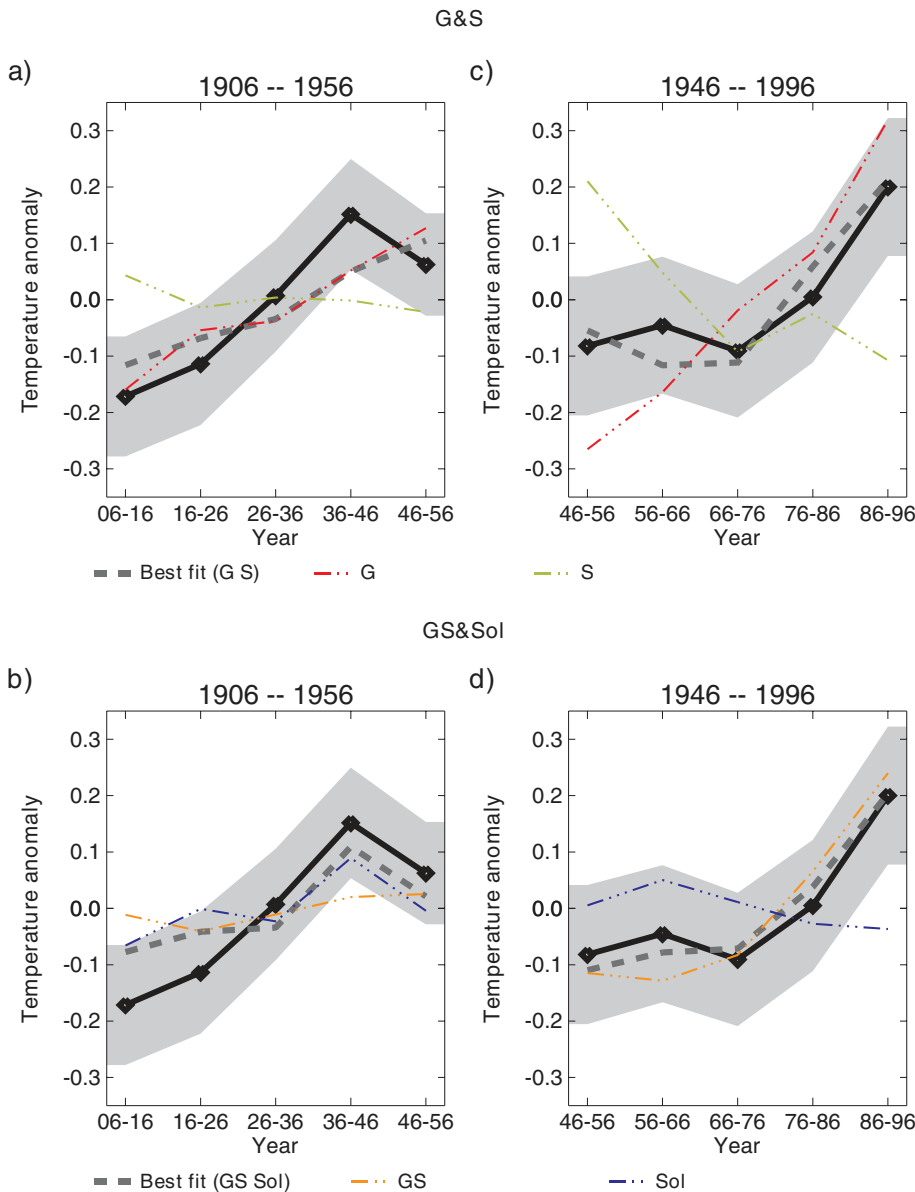 G&S
a)
1906 -- 1956
Temperature anomaly
0.3
0.2
0.1
0.0
-0.1
-0.2
-0.3
06-16 16-26 26-36 36-46 46-56
Year
c)
1946 -- 1996
Temperature anomaly
0.3
0.2
0.1
0.0
-0.1
-0.2
-0.3
46-56 56-66 66-76 76-86 86-96
Year
Best fit (G S) G S
GS&Sol
b)
1906 -- 1956
Temperature anomaly
0.3
0.2
0.1
0.0
-0.1
-0.2
-0.3
06-16 16-26 26-36 36-46 46-56
Year
d)
1946 -- 1996
Temperature anomaly
0.3
0.2
0.1
0.0
-0.1
-0.2
-0.3
46-56 56-66 66-76 76-86 86-96
Year
Best fit (GS Sol) GS Sol